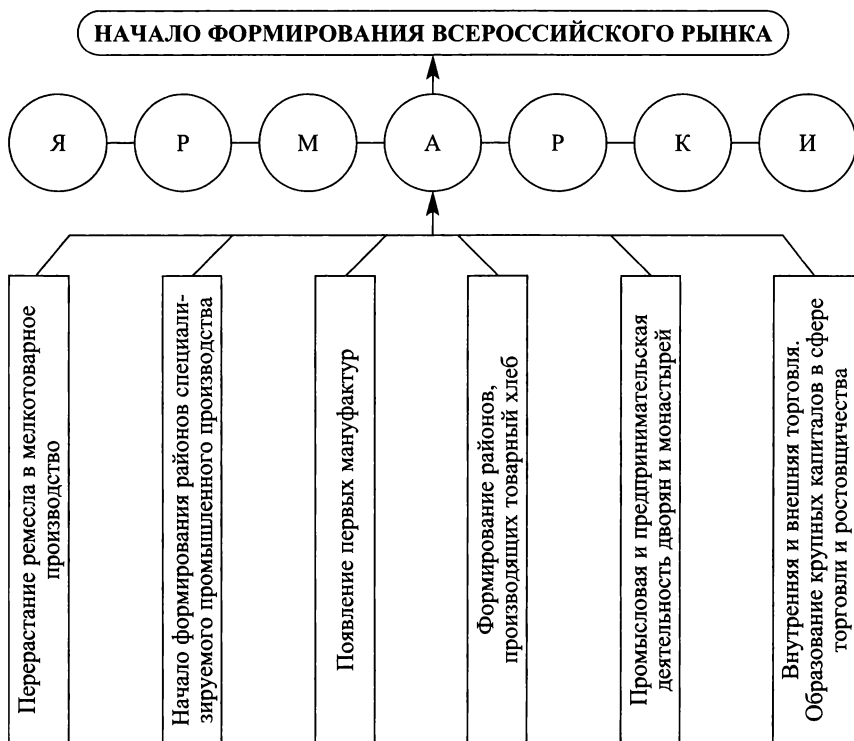 НАЧАЛО ФОРМИРОВАНИЯ ВСЕРОССИЙСКОГО РЫНКА
Я Р М А Р К И
Перерастание ремесла в мелкотоварное
производство
Начало формирования районов специали-
зируемого промышленного производства
Появление первых мануфактур
Формирование районов,
производящих товарный хлеб
Промысловая и предпринимательская
деятельность дворян и монастырей
Внутренняя и внешняя торговля.
Образование крупных капиталов в сфере
торговли и ростовщичества